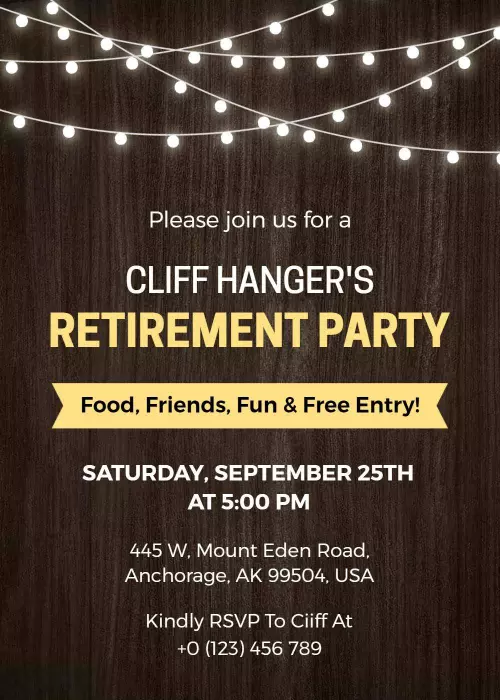 Please join us for a
CLIFF HANGER'S
RETIREMENT PARTY
Food, Friends, Fun & Free Entry!
SATURDAY, SEPTEMBER 25TH
AT 5:00 PM
445 W, Mount Eden Road,
Anchorage, AK 99504, USA
Kindly RSVP To Ciiff At
+0 (123) 456 789